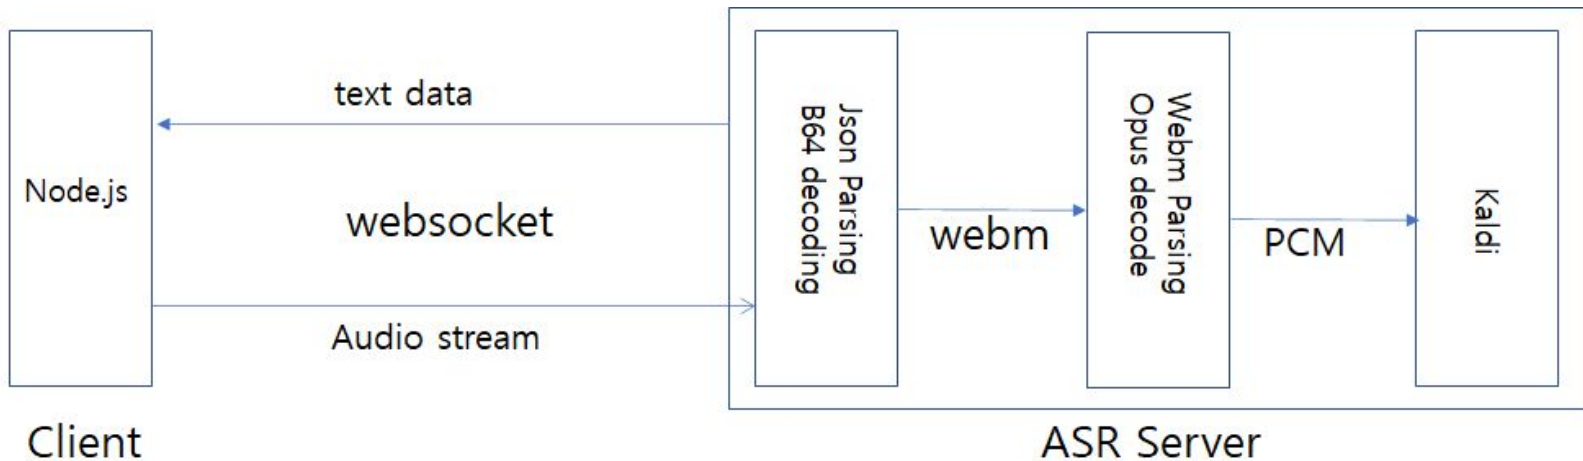 text data
Node.js
websocket
Audio stream
Client
Json Parsing
B64 decoding
webm
Webm Parsing
Opus decode
PCM
Kaldi
ASR Server